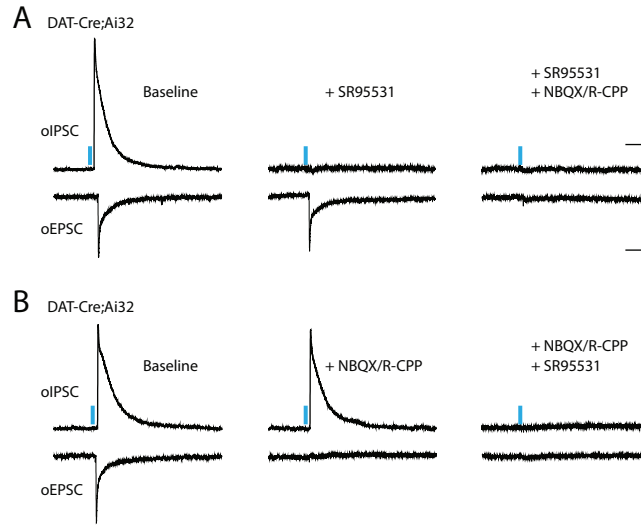 A
DAT-Cre;Ai32
Baseline
+ SR95531
+ SR95531
+ NBQX/R-CPP
oIPSC
oEPSC
B
DAT-Cre;Ai32
Baseline
+ NBQX/R-CPP
+ NBQX/R-CPP
+ SR95531
oIPSC
oEPSC